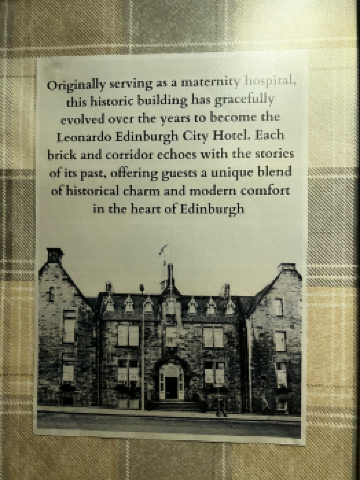 Originally serving as a maternity hospital,
this historic building has gracefully
evolved over the years to become the
Leonardo Edinburgh City Hotel. Each
brick and corridor echoes with the stories
of its past, offering guests a unique blend
of historical charm and modern comfort
in the heart of Edinburgh